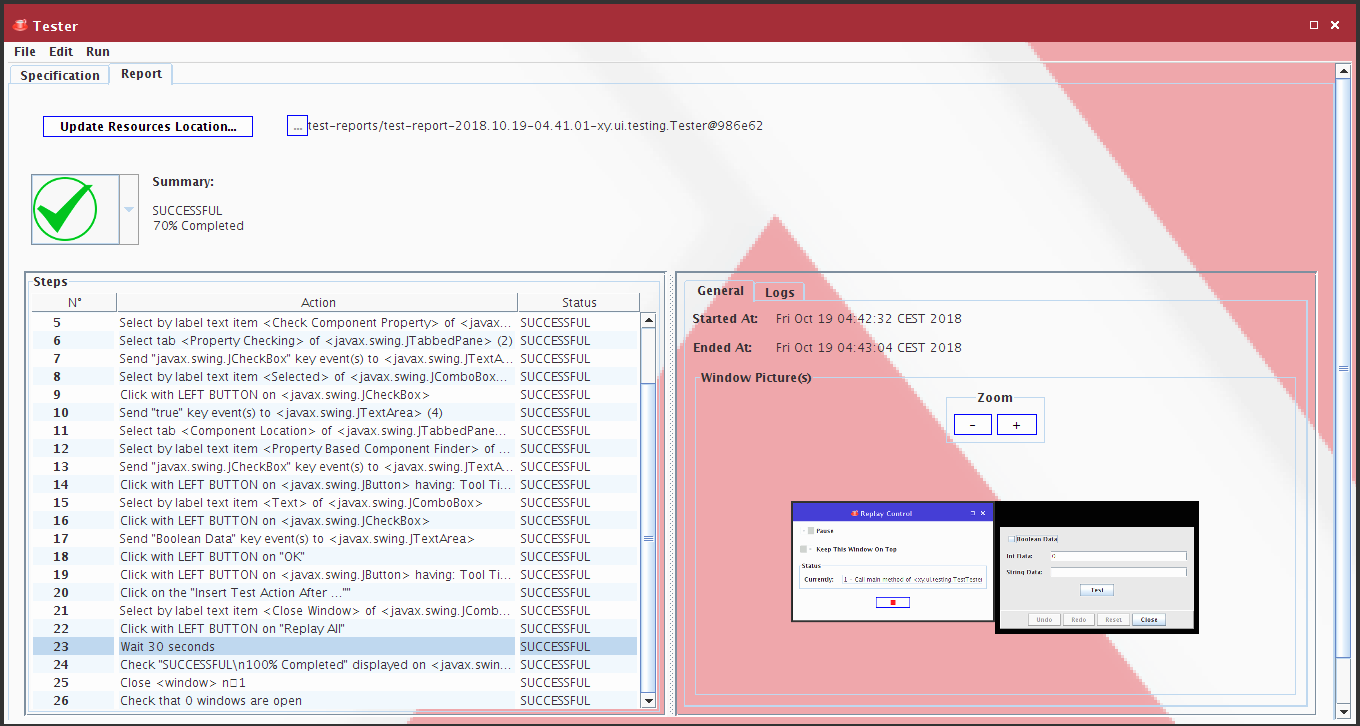 Tester
File Edit Run
Specification Report
Update Resources Location... ... test-reports/test-report-2018.10.19-04.41.01-xy.ui.testing.Tester@986e62
Summary:
SUCCESSFUL
70% Completed
Steps
N° Action Status
5 Select by label text item <Check Component Property> of <javax... SUCCESSFUL
6 Select tab <Property Checking> of <javax.swing.JTabbedPane> (2) SUCCESSFUL
7 Send "javax.swing.JCheckBox" key event(s) to <javax.swing.JTextA... SUCCESSFUL
8 Select by label text item <Selected> of <javax.swing.JComboBox... SUCCESSFUL
9 Click with LEFT BUTTON on <javax.swing.JCheckBox> SUCCESSFUL
10 Send "true" key event(s) to <javax.swing.JTextArea> (4) SUCCESSFUL
11 Select tab <Component Location> of <javax.swing.JTabbedPane... SUCCESSFUL
12 Select by label text item <Property Based Component Finder> of ... SUCCESSFUL
13 Send "javax.swing.JCheckBox" key event(s) to <javax.swing.JTextA... SUCCESSFUL
14 Click with LEFT BUTTON on <javax.swing.JButton> having: Tool Ti... SUCCESSFUL
15 Select by label text item <Text> of <javax.swing.JComboBox> SUCCESSFUL
16 Click with LEFT BUTTON on <javax.swing.JCheckBox> SUCCESSFUL
17 Send "Boolean Data" key event(s) to <javax.swing.JTextArea> SUCCESSFUL
18 Click with LEFT BUTTON on "OK" SUCCESSFUL
19 Click with LEFT BUTTON on <javax.swing.JButton> having: Tool Ti... SUCCESSFUL
20 Click on the "Insert Test Action After ..."" SUCCESSFUL
21 Select by label text item <Close Window> of <javax.swing.JComb... SUCCESSFUL
22 Click with LEFT BUTTON on "Replay All" SUCCESSFUL
23 Wait 30 seconds SUCCESSFUL
24 Check "SUCCESSFUL\n100% Completed" displayed on <javax.swin... SUCCESSFUL
25 Close <window> n□1 SUCCESSFUL
26 Check that 0 windows are open SUCCESSFUL
General Logs
Started At: Fri Oct 19 04:42:32 CEST 2018
Ended At: Fri Oct 19 04:43:04 CEST 2018
Window Picture(s)
Zoom
- +
Replay Control
Pause
Keep This Window On Top
Status
Currently: 1 - Call main method of <xy.ui.testing.TestTester
Boolean Data
Int Data: 0
String Data:
Test
Undo Redo Reset Close